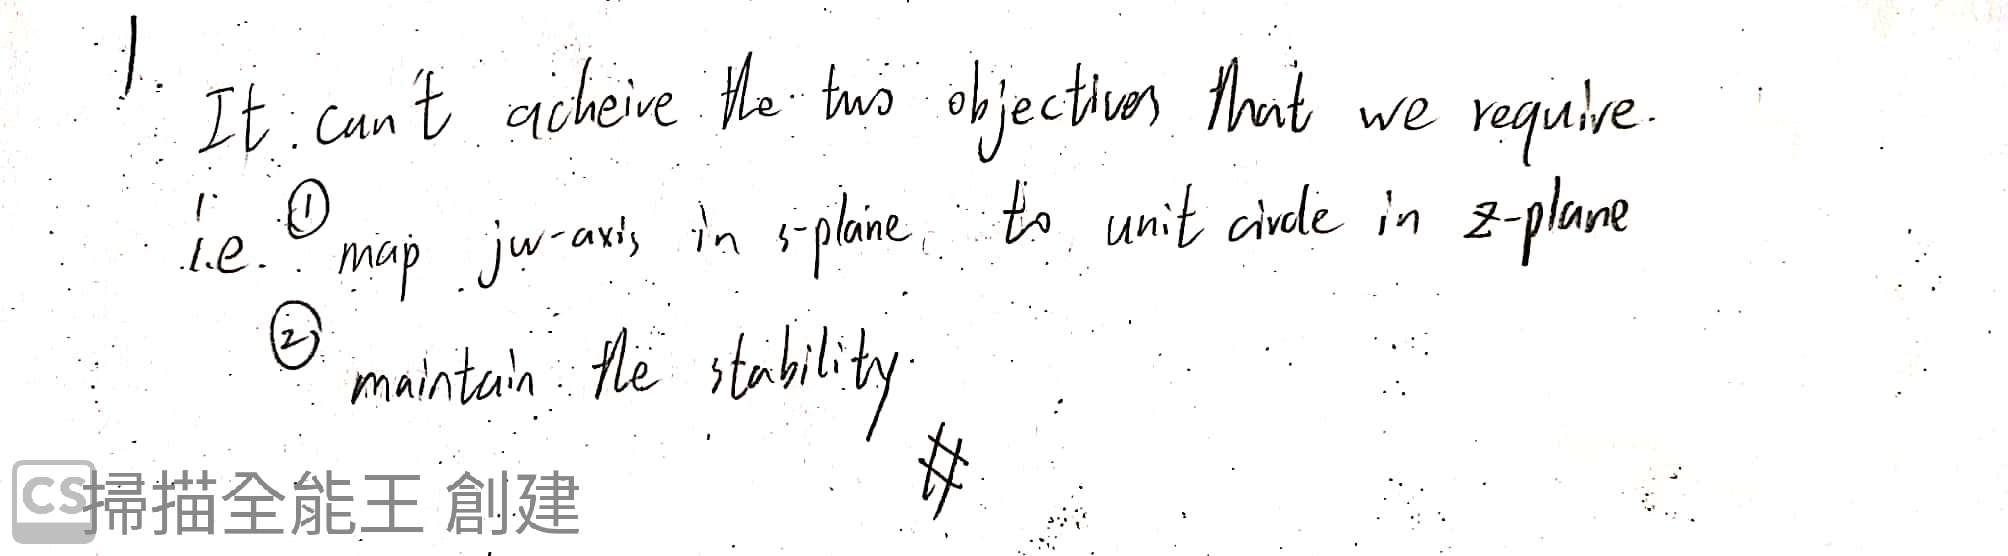 1.
It can't acheive the two objectives that we require.
i.e. ① map jw-axis in s-plane, to unit circle in z-plane
② maintain the stability.
#
CS掃描全能王 創建